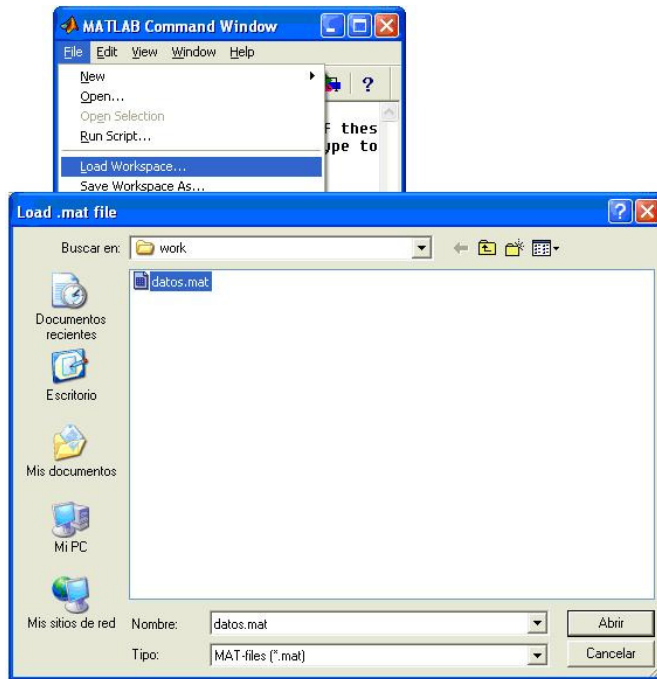 MATLAB Command Window
File Edit View Window Help
New
Open...
Open Selection
Run Script...
Load Workspace...
Save Workspace As...
F thes
ype to
Load .mat file
Buscar en: work
datos.mat
Documentos
recientes
Escritorio
Mis documentos
Mi PC
Mis sitios de red
Nombre: datos.mat Abrir
Tipo: MAT-files (*.mat) Cancelar